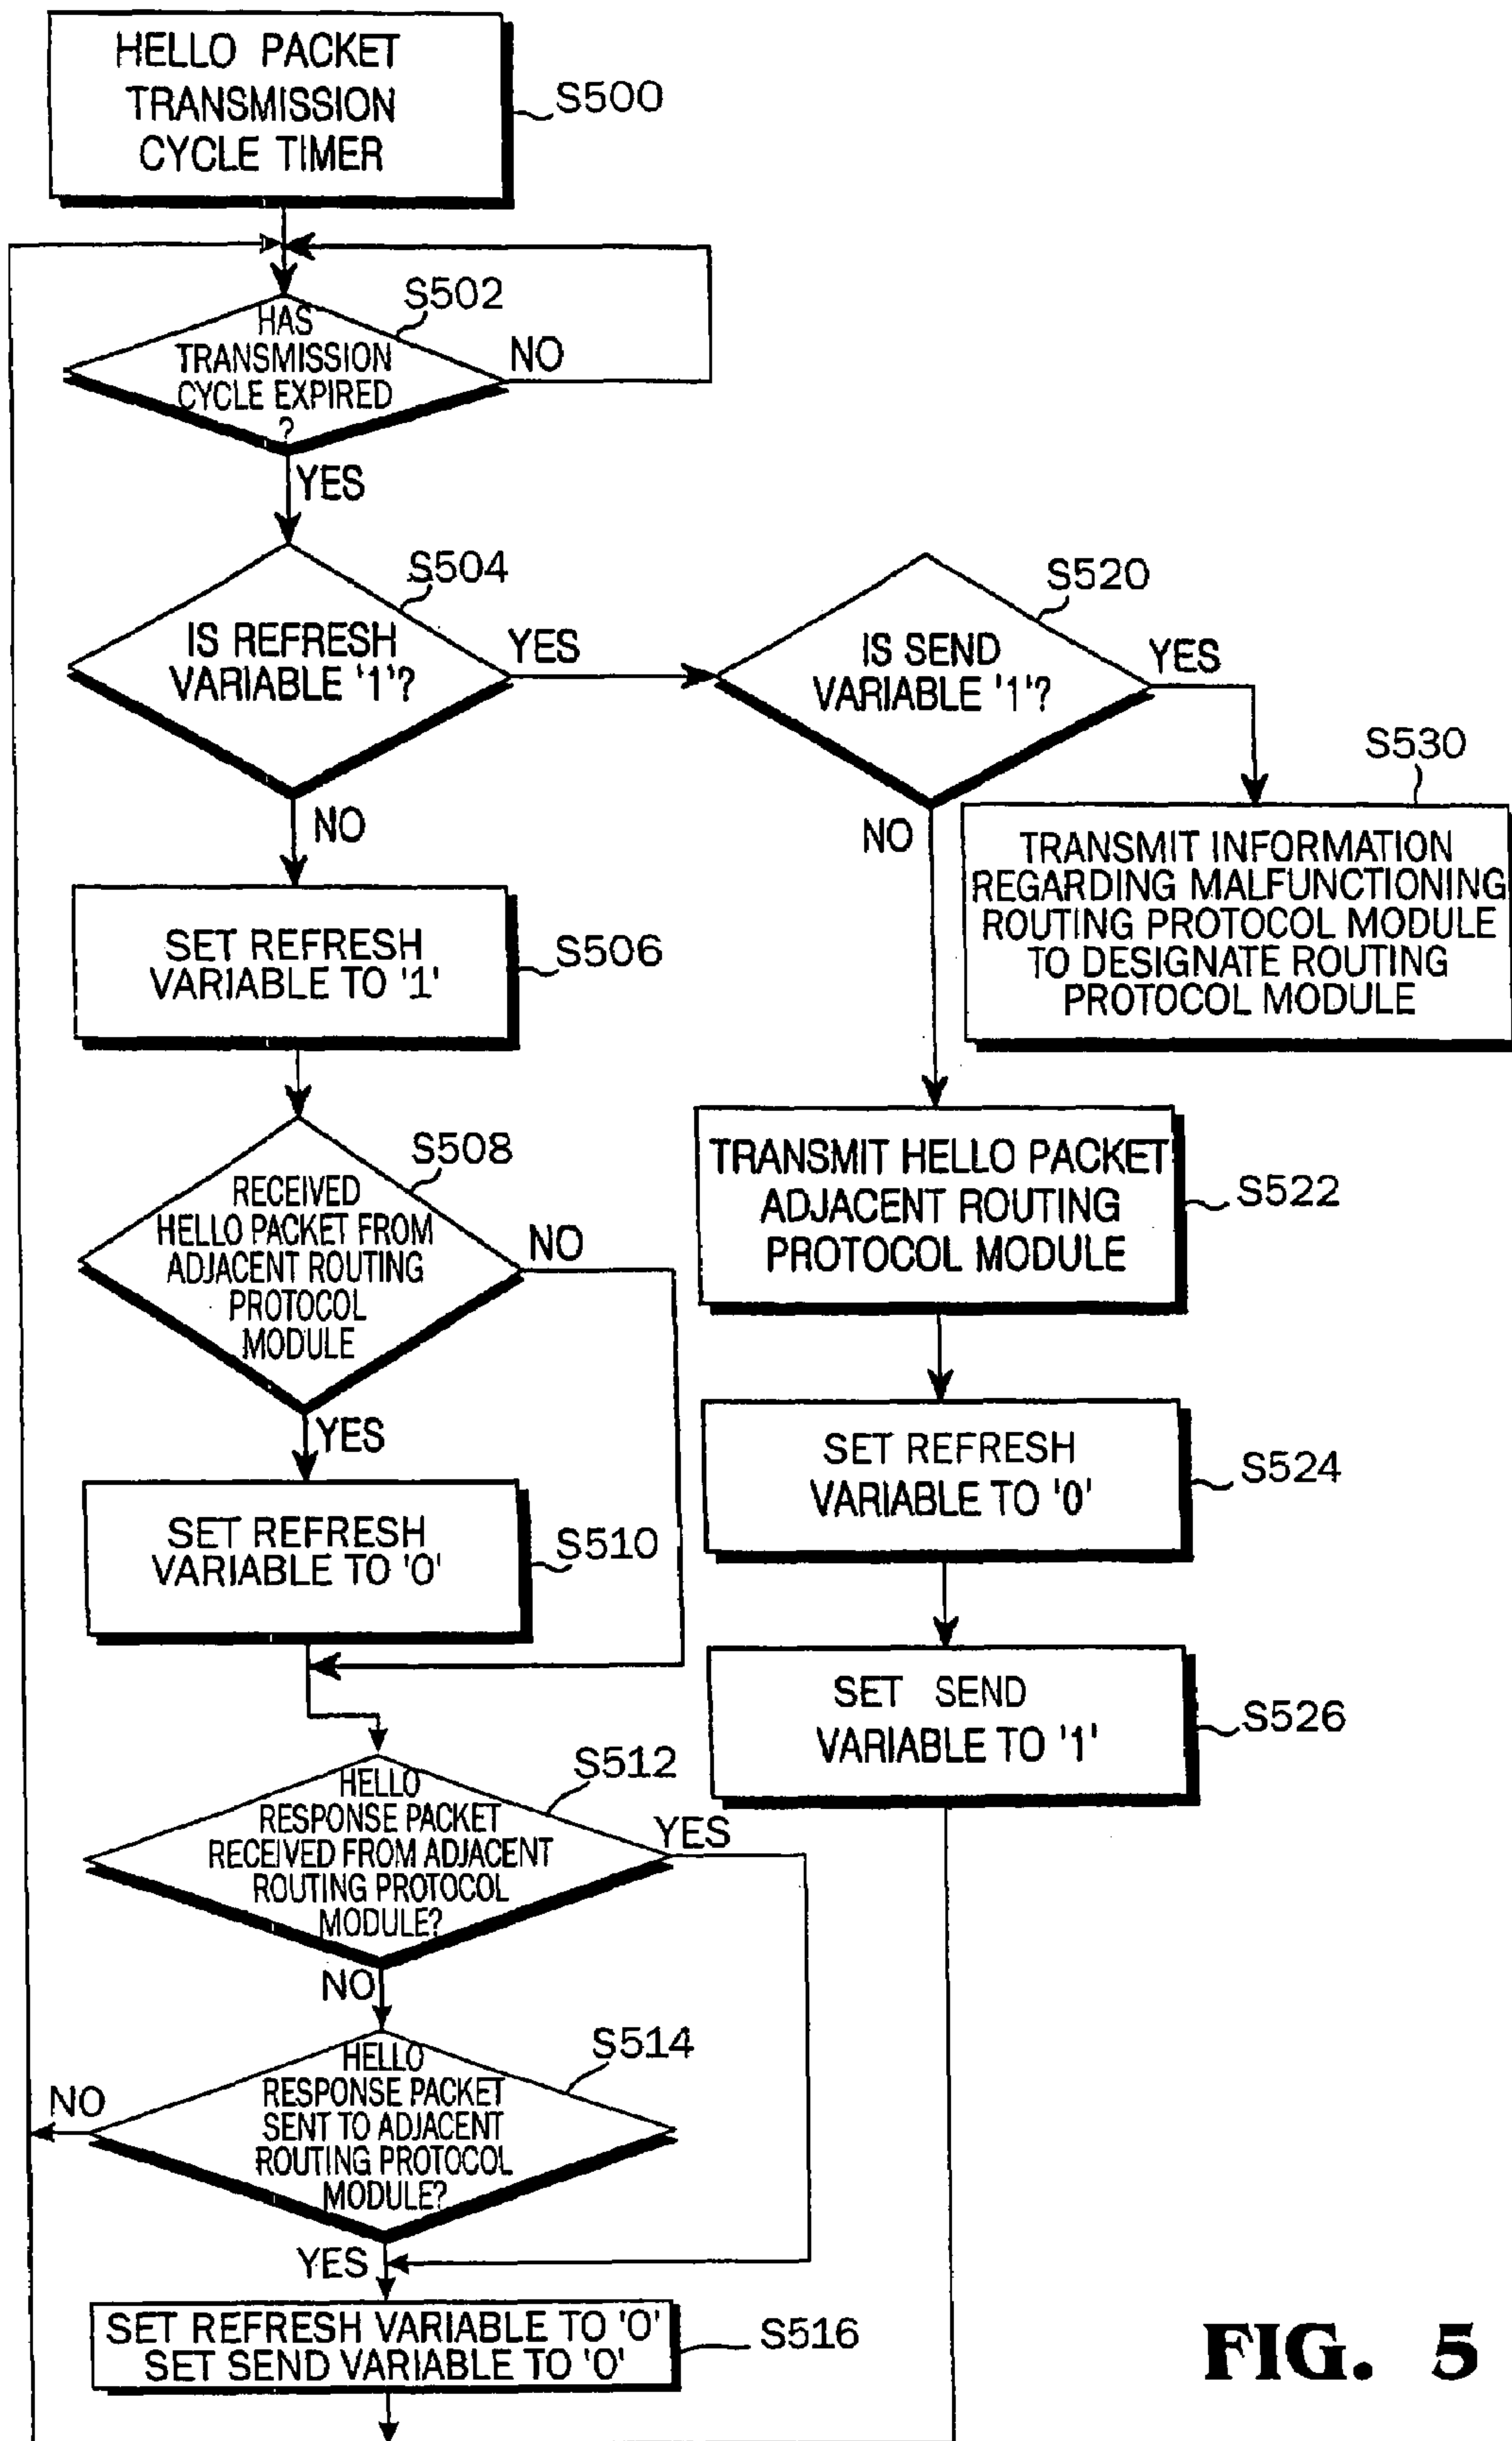 HELLO PACKET
TRANSMISSION
CYCLE TIMER
S500
S502
HAS
TRANSMISSION
CYCLE EXPIRED
?
NO
YES
S504
IS REFRESH
VARIABLE '1'?
YES
NO
S520
IS SEND
VARIABLE '1'?
YES
NO
S530
TRANSMIT INFORMATION
REGARDING MALFUNCTIONING
ROUTING PROTOCOL MODULE
TO DESIGNATE ROUTING
PROTOCOL MODULE
SET REFRESH
VARIABLE TO '1'
S506
S508
RECEIVED
HELLO PACKET FROM
ADJACENT ROUTING
PROTOCOL
MODULE
NO
YES
TRANSMIT HELLO PACKET
ADJACENT ROUTING
PROTOCOL MODULE
S522
SET REFRESH
VARIABLE TO '0'
S524
SET REFRESH
VARIABLE TO '0'
S510
SET SEND
VARIABLE TO '1'
S526
S512
HELLO
RESPONSE PACKET
RECEIVED FROM ADJACENT
ROUTING PROTOCOL
MODULE?
YES
NO
S514
HELLO
RESPONSE PACKET
SENT TO ADJACENT
ROUTING PROTOCOL
MODULE?
NO
YES
SET REFRESH VARIABLE TO '0'
SET SEND VARIABLE TO '0'
S516
FIG. 5